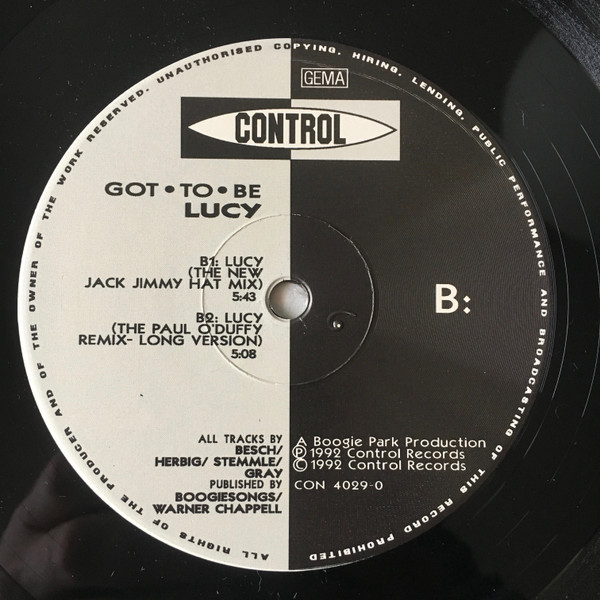 ALL RIGHTS OF THE PRODUCER AND OF THE OWNER OF THE WORK RESERVED. UNAUTHORISED COPYING, HIRING, LENDING, PUBLIC PERFORMANCE AND BROADCASTING OF THIS RECORD PROHIBITED
GEMA
CONTROL
GOT • TO • BE
LUCY
B1: LUCY
(THE NEW
JACK JIMMY HAT MIX)
5:43
B2: LUCY
(THE PAUL O'DUFFY
REMIX- LONG VERSION)
5:08
B:
ALL TRACKS BY
BESCH/
HERBIG/ STEMMLE/
GRAY
PUBLISHED BY
BOOGIESONGS/
WARNER CHAPPELL
A Boogie Park Production
Ⓟ 1992 Control Records
© 1992 Control Records
CON 4029-0